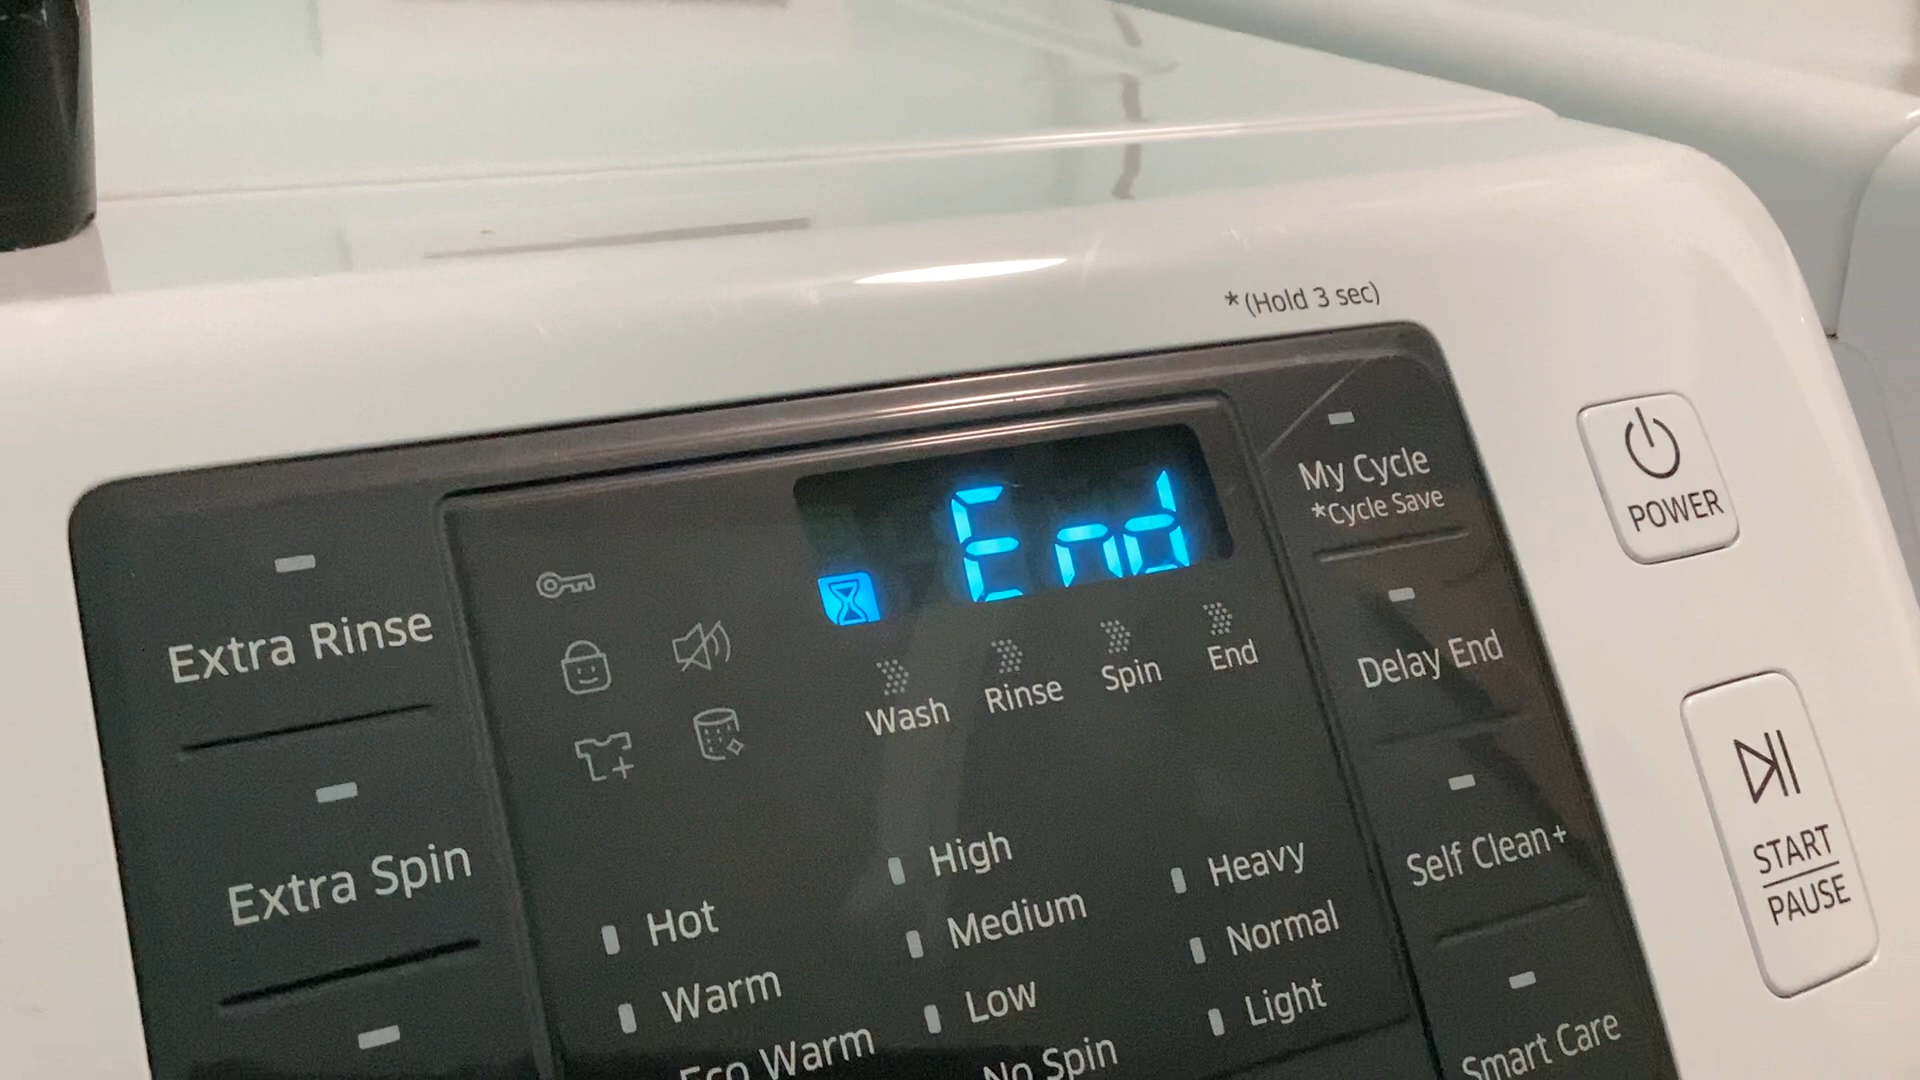 *(Hold 3 sec)
End
My Cycle
*Cycle Save
POWER
Extra Rinse
Wash
Rinse
Spin
End
Delay End
Extra Spin
High
Heavy
Self Clean+
START
PAUSE
Hot
Medium
Normal
Warm
Low
Light
Eco Warm
No Spin
Smart Care